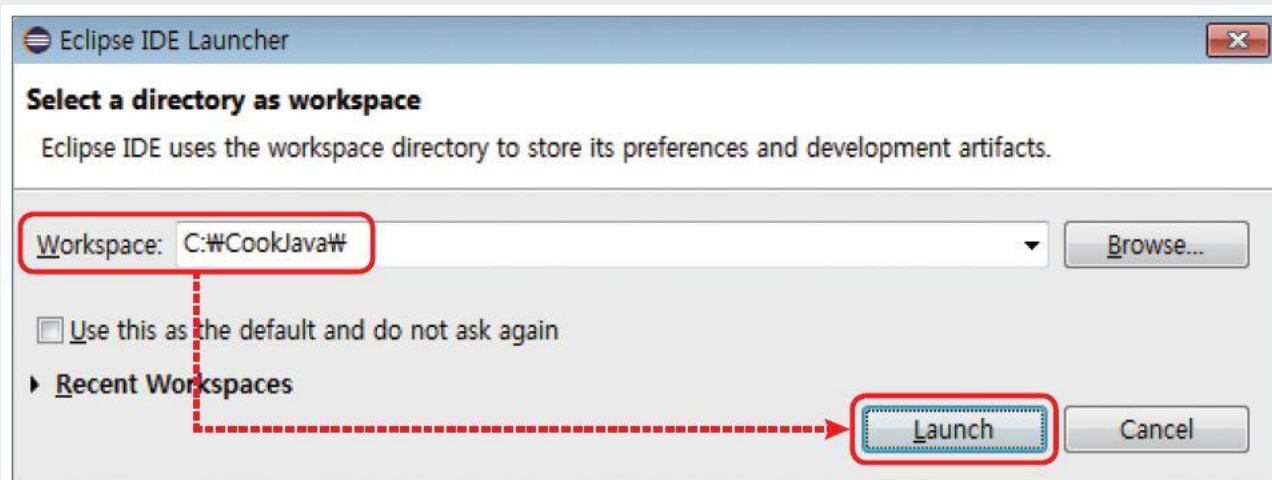 Eclipse IDE Launcher
Select a directory as workspace
Eclipse IDE uses the workspace directory to store its preferences and development artifacts.
Workspace: C:₩CookJava₩ Browse...
Use this as the default and do not ask again
Recent Workspaces
Launch Cancel